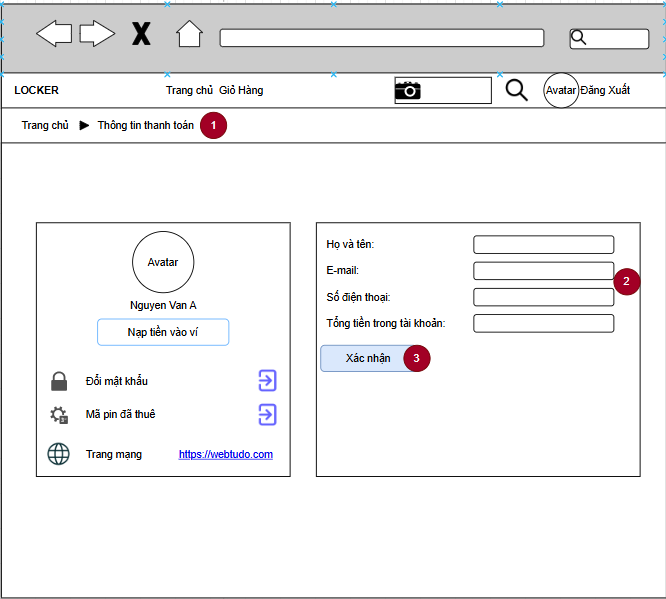 LOCKER
Trang chủ Giỏ Hàng
Avatar Đăng Xuất
Trang chủ Thông tin thanh toán 1
Avatar
Nguyen Van A
Nạp tiền vào ví
Đổi mật khẩu
Mã pin đã thuê
Trang mạng https://webtudo.com
Họ và tên:
E-mail:
2
Số điện thoại:
Tổng tiền trong tài khoản:
Xác nhận 3